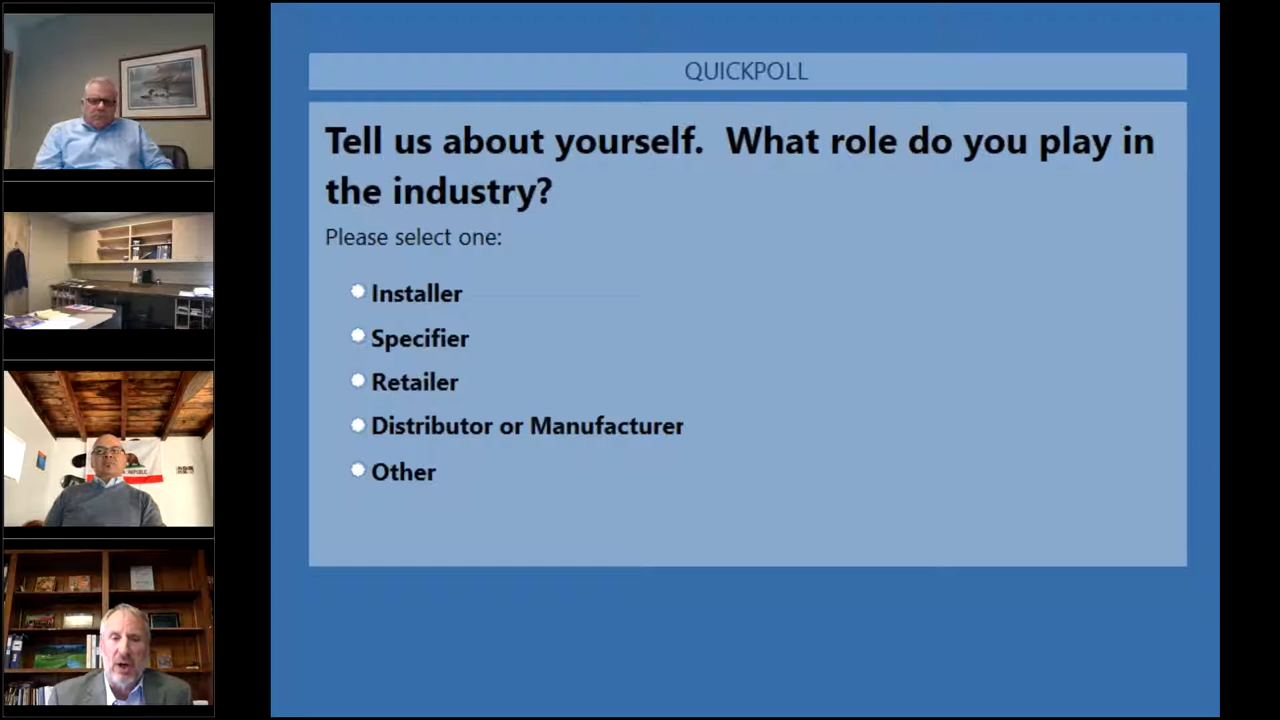 QUICKPOLL
Tell us about yourself. What role do you play in
the industry?
Please select one:
Installer
Specifier
Retailer
Distributor or Manufacturer
Other